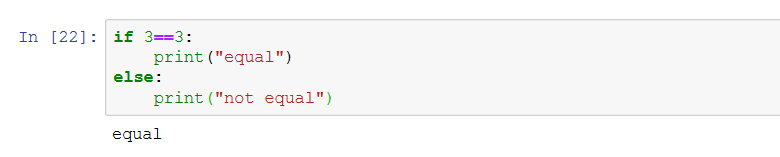 In [22]: if 3==3:
    print("equal")
else:
    print("not equal")
equal